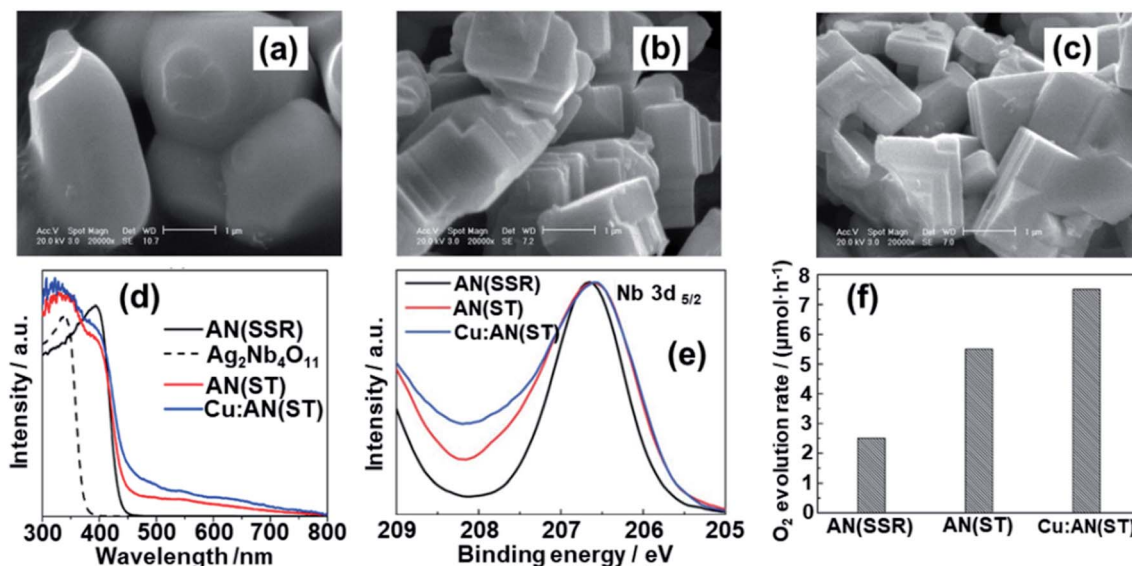 (a)
Acc.V Spot Magn Det WD 1 µm
20.0 kV 3.0 20000x SE 10.7
(b)
Acc.V Spot Magn Det WD 1 µm
20.0 kV 3.0 20000x SE 7.2
(c)
Acc.V Spot Magn Det WD 1 µm
20.0 kV 3.0 20000x SE 7.0
(d)
AN(SSR)
Ag₂Nb₄O₁₁
AN(ST)
Cu:AN(ST)
Intensity / a.u.
300 400 500 600 700 800
Wavelength /nm
AN(SSR)
AN(ST)
Cu:AN(ST)
Nb 3d 5/2
(e)
Intensity / a.u.
209 208 207 206 205
Binding energy / eV
(f)
O₂ evolution rate / (µmol·h⁻¹)
8
7
6
5
4
3
2
1
0
AN(SSR) AN(ST) Cu:AN(ST)